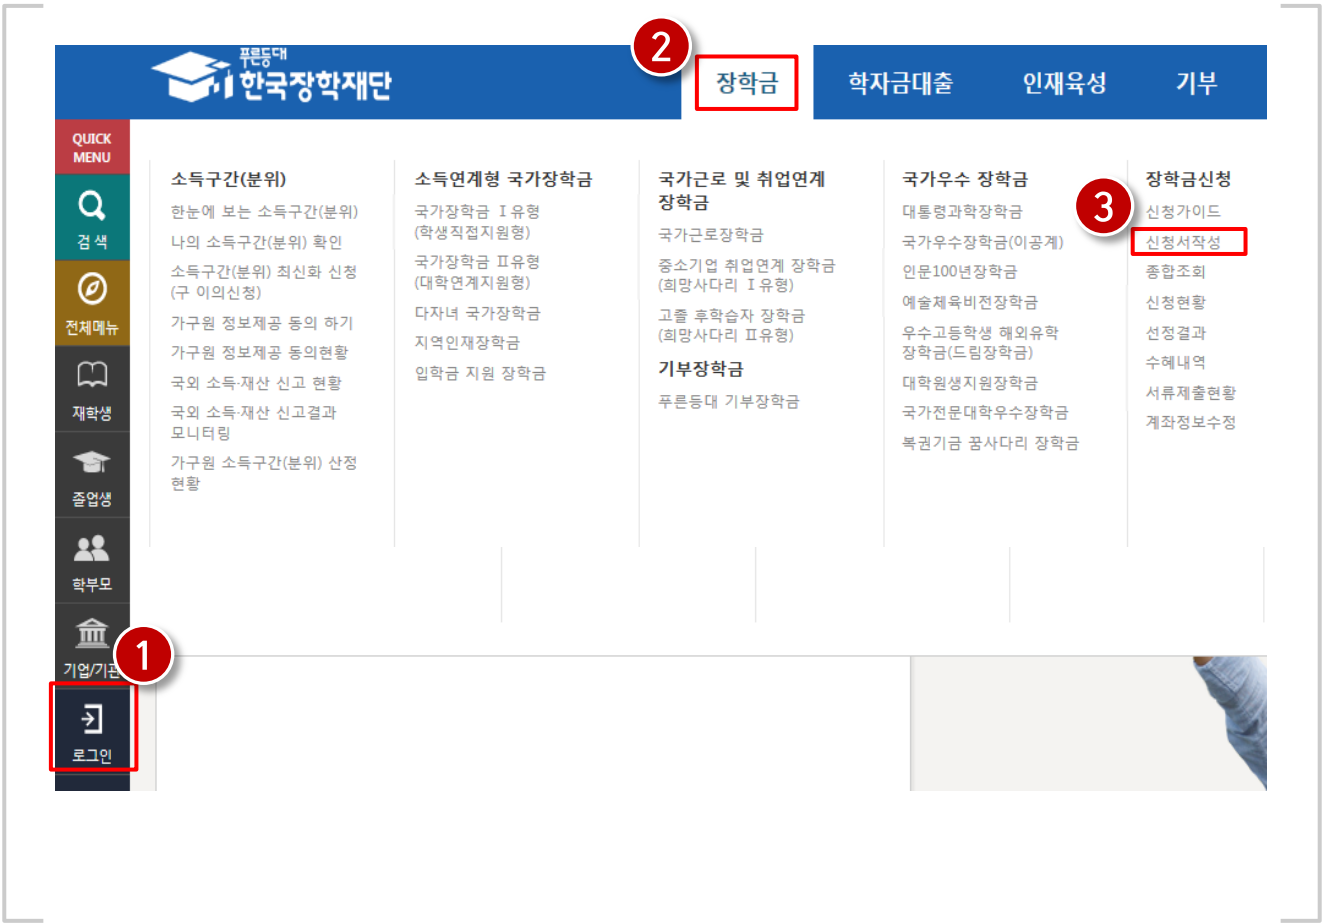 푸른등대
한국장학재단
2
장학금
학자금대출
인재육성
기부
QUICK
MENU
검색
전체메뉴
재학생
졸업생
학부모
기업/기관
1
로그인
소득구간(분위)
한눈에 보는 소득구간(분위)
나의 소득구간(분위) 확인
소득구간(분위) 최신화 신청
(구 이의신청)
가구원 정보제공 동의 하기
가구원 정보제공 동의현황
국외 소득·재산 신고 현황
국외 소득·재산 신고결과
모니터링
가구원 소득구간(분위) 산정
현황
소득연계형 국가장학금
국가장학금 Ⅰ유형
(학생직접지원형)
국가장학금 Ⅱ유형
(대학연계지원형)
다자녀 국가장학금
지역인재장학금
입학금 지원 장학금
국가근로 및 취업연계
장학금
국가근로장학금
중소기업 취업연계 장학금
(희망사다리 Ⅰ유형)
고졸 후학습자 장학금
(희망사다리 Ⅱ유형)
기부장학금
푸른등대 기부장학금
국가우수 장학금
대통령과학장학금
국가우수장학금(이공계)
인문100년장학금
예술체육비전장학금
우수고등학생 해외유학
장학금(드림장학금)
대학원생지원장학금
국가전문대학우수장학금
복권기금 꿈사다리 장학금
장학금신청
3
신청가이드
신청서작성
종합조회
신청현황
선정결과
수혜내역
서류제출현황
계좌정보수정